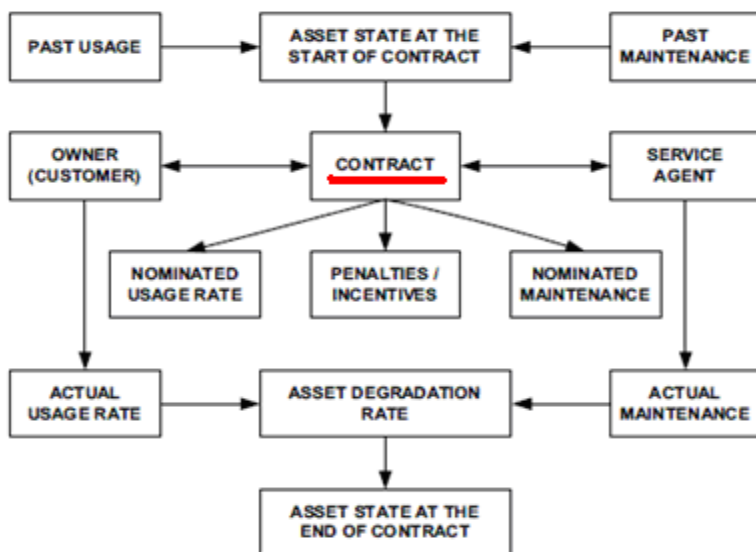 PAST USAGE
ASSET STATE AT THE
START OF CONTRACT
PAST
MAINTENANCE
OWNER
(CUSTOMER)
CONTRACT
SERVICE
AGENT
NOMINATED
USAGE RATE
PENALTIES /
INCENTIVES
NOMINATED
MAINTENANCE
ACTUAL
USAGE RATE
ASSET DEGRADATION
RATE
ACTUAL
MAINTENANCE
ASSET STATE AT THE
END OF CONTRACT